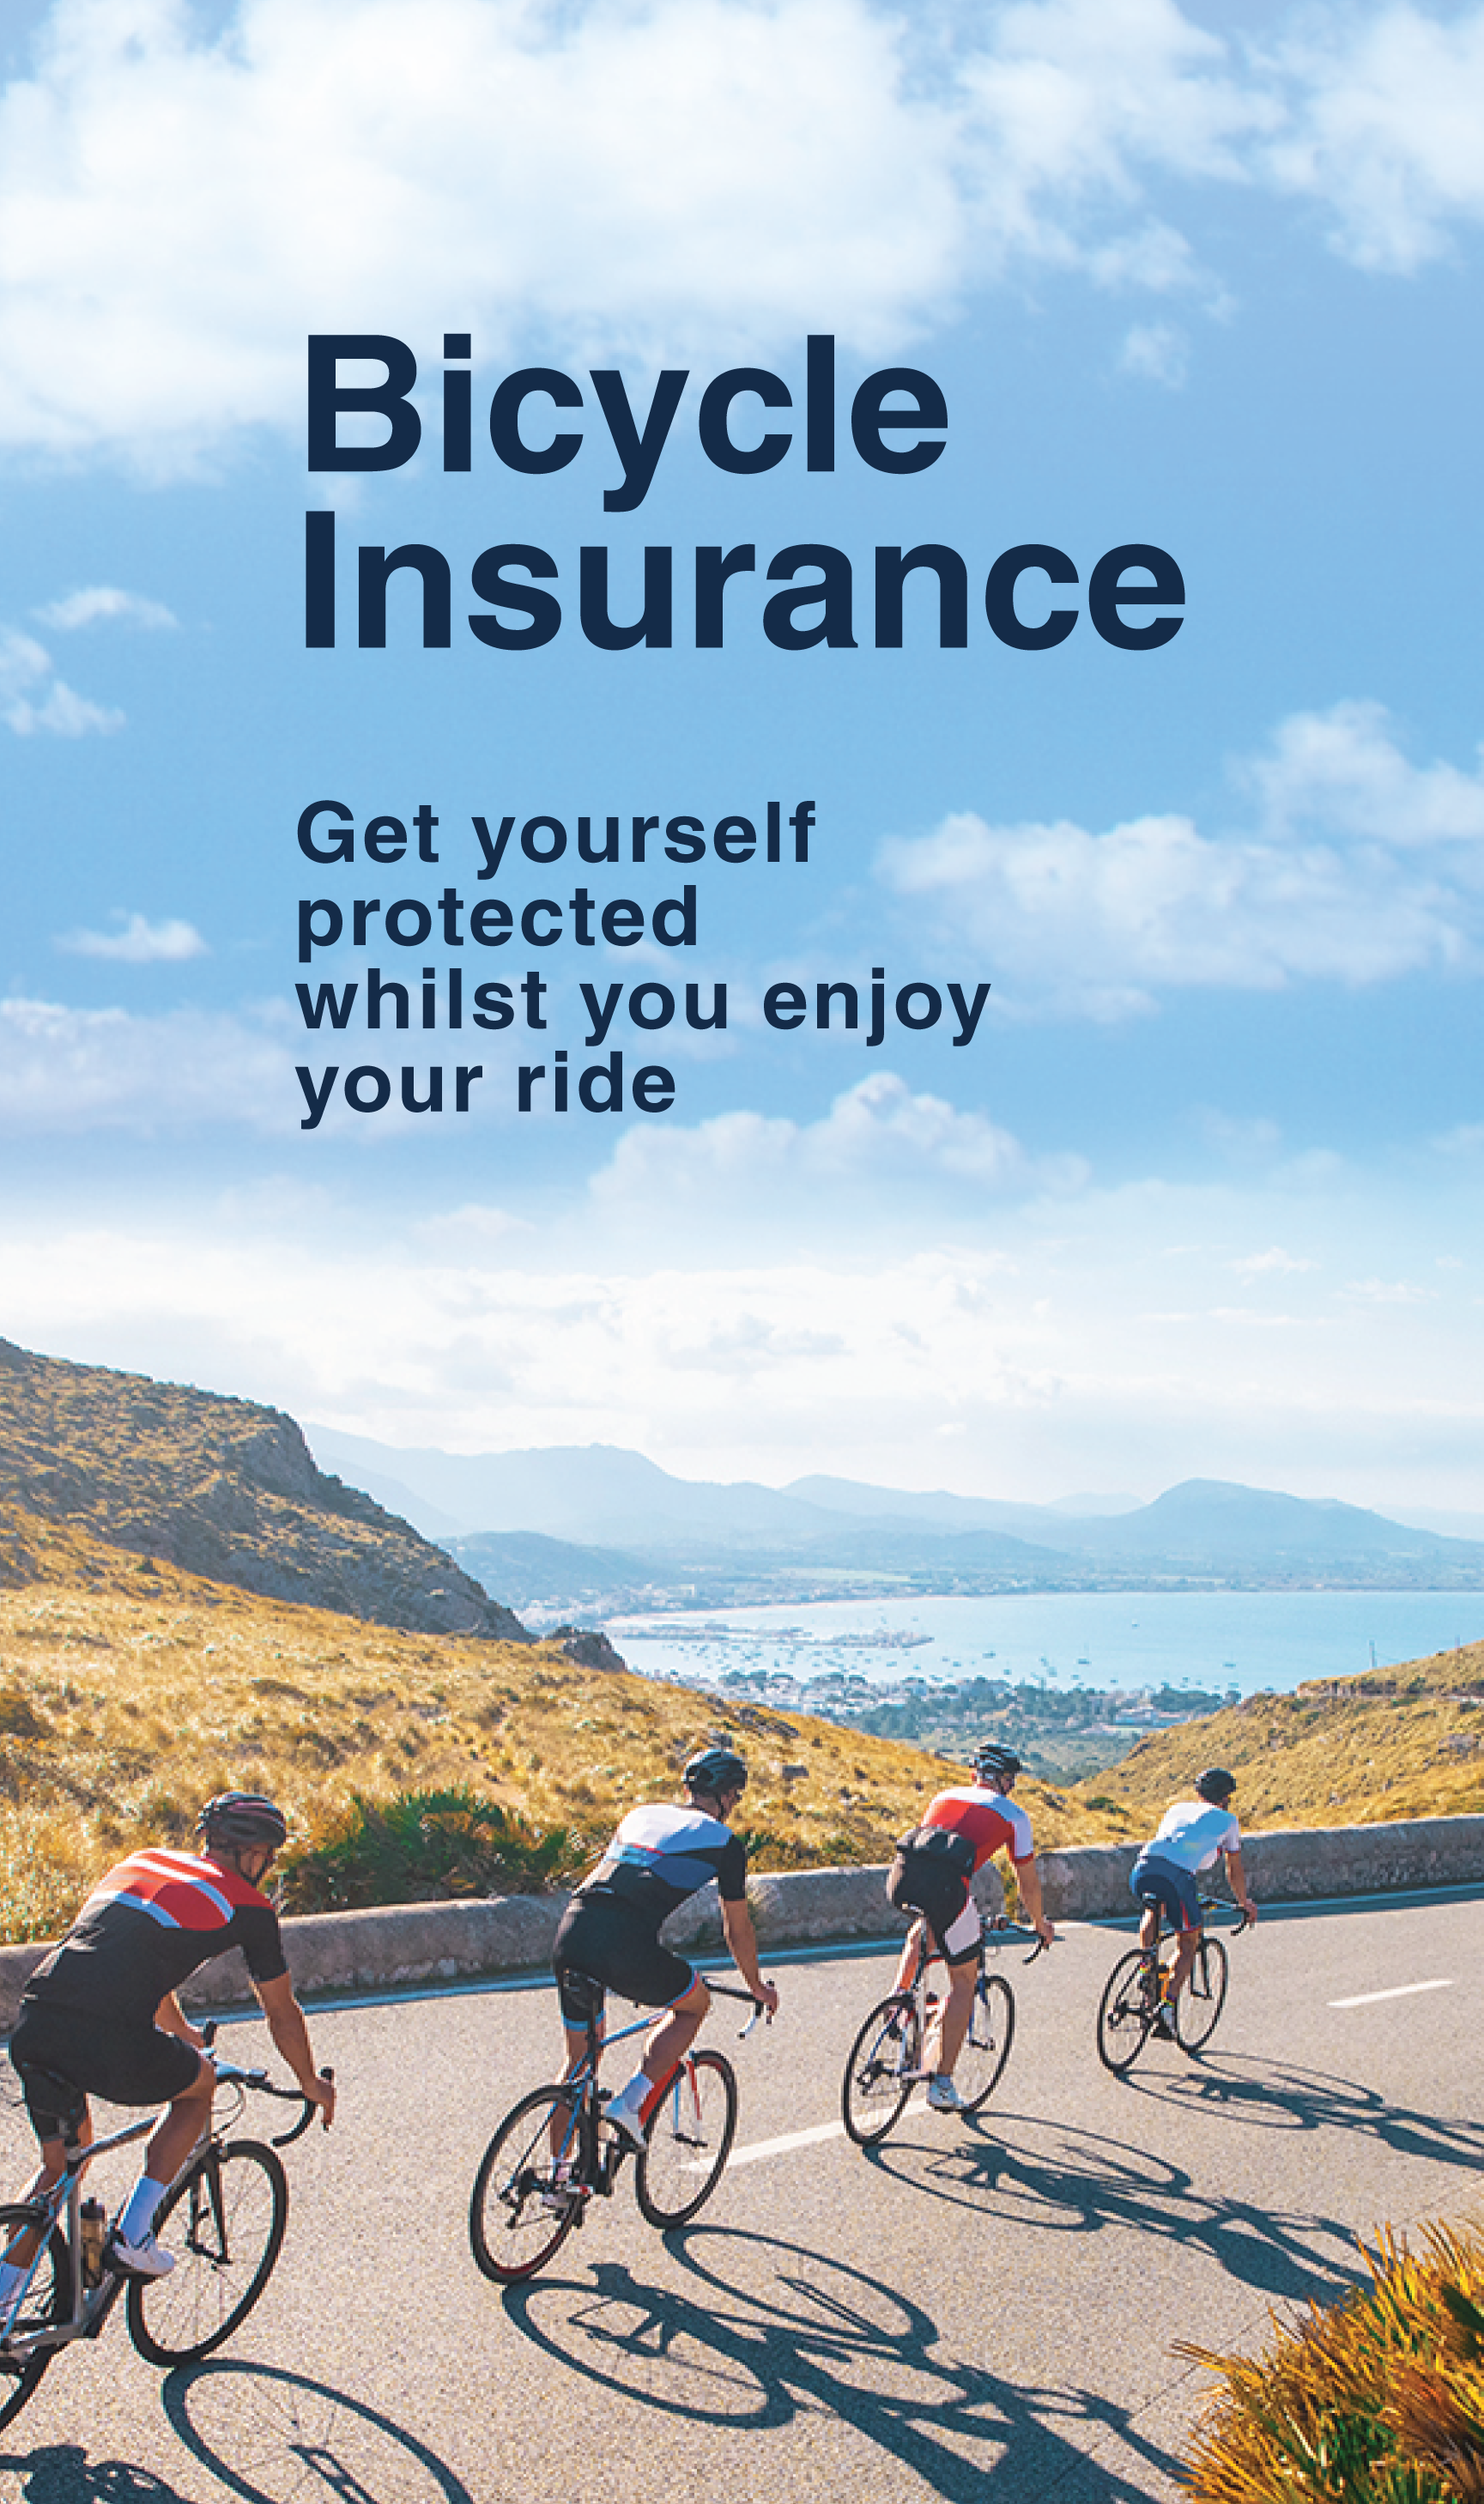 Bicycle
Insurance
Get yourself
protected
whilst you enjoy
your ride